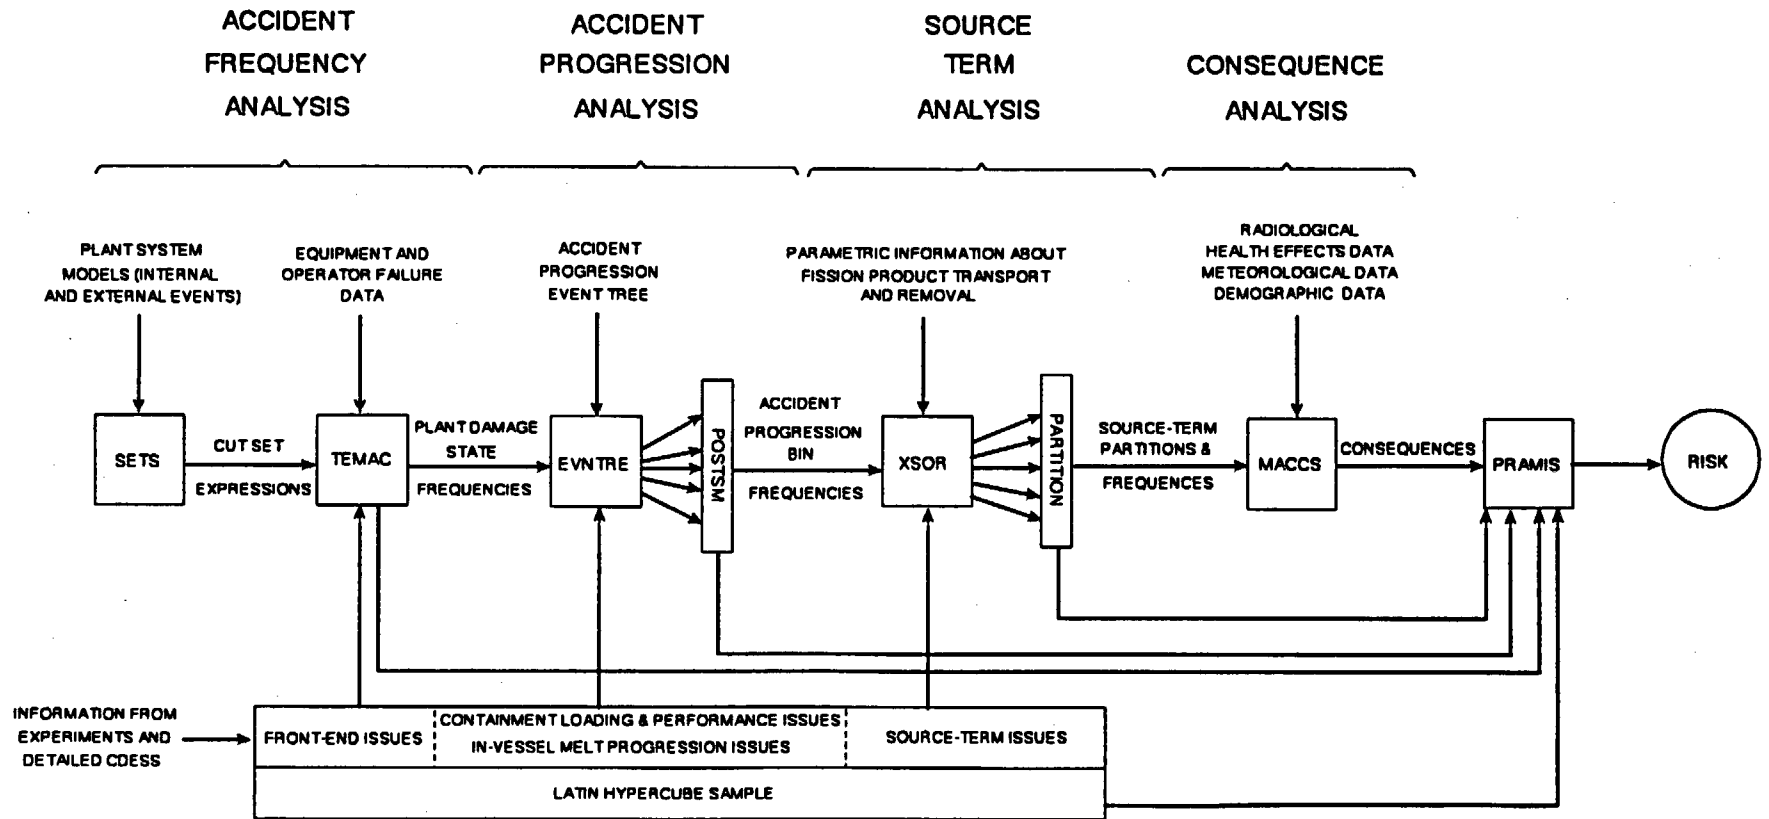 ACCIDENT
FREQUENCY
ANALYSIS
ACCIDENT
PROGRESSION
ANALYSIS
SOURCE
TERM
ANALYSIS
CONSEQUENCE
ANALYSIS
PLANT SYSTEM
MODELS (INTERNAL
AND EXTERNAL EVENTS)
EQUIPMENT AND
OPERATOR FAILURE
DATA
ACCIDENT
PROGRESSION
EVENT TREE
PARAMETRIC INFORMATION ABOUT
FISSION PRODUCT TRANSPORT
AND REMOVAL
RADIOLOGICAL
HEALTH EFFECTS DATA
METEOROLOGICAL DATA
DEMOGRAPHIC DATA
SETS
CUT SET
EXPRESSIONS
TEMAC
PLANT DAMAGE
STATE
FREQUENCIES
EVNTRE
POSTSM
ACCIDENT
PROGRESSION
BIN
FREQUENCIES
XSOR
PARTITION
SOURCE-TERM
PARTITIONS &
FREQUENCES
MACCS
CONSEQUENCES
PRAMIS
RISK
INFORMATION FROM
EXPERIMENTS AND
DETAILED CDESS
FRONT-END ISSUES
CONTAINMENT LOADING & PERFORMANCE ISSUES
IN-VESSEL MELT PROGRESSION ISSUES
SOURCE-TERM ISSUES
LATIN HYPERCUBE SAMPLE